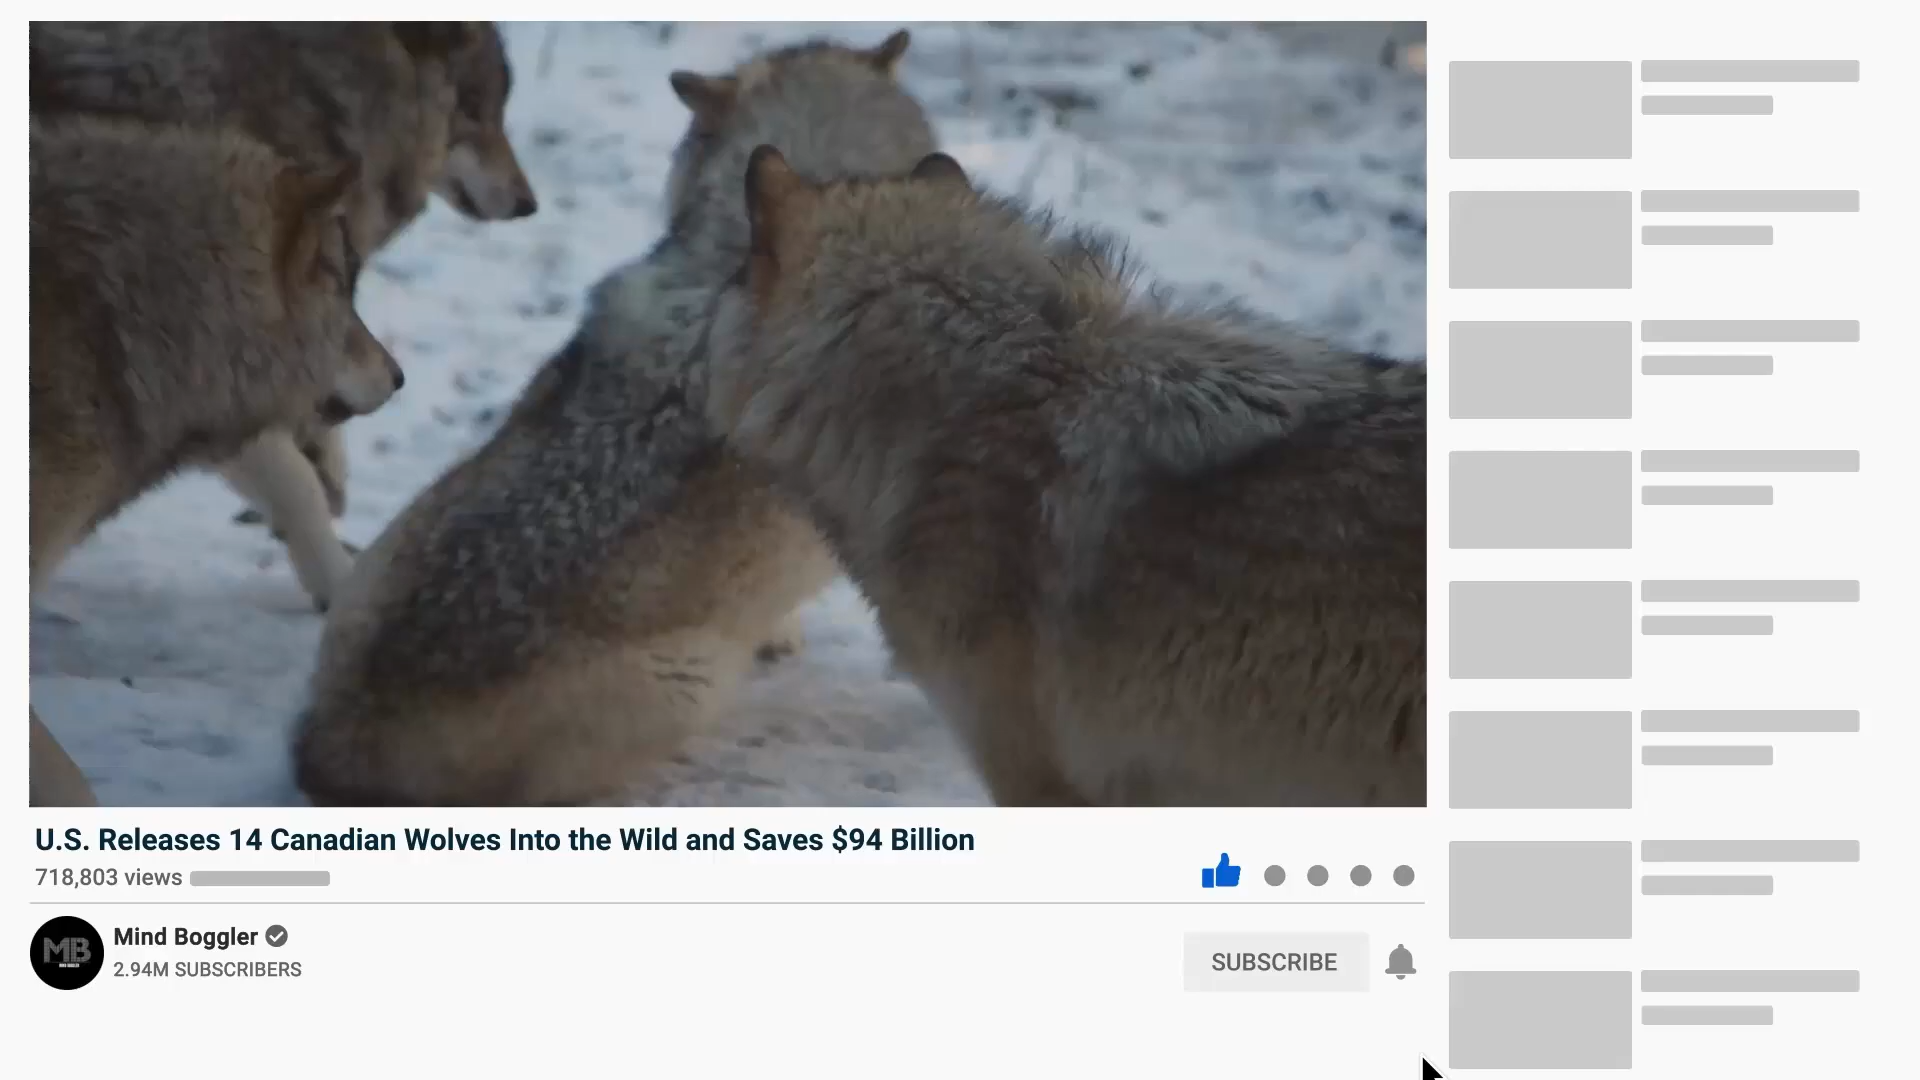 U.S. Releases 14 Canadian Wolves Into the Wild and Saves $94 Billion
718,803 views
Mind Boggler
2.94M SUBSCRIBERS
SUBSCRIBE
MB